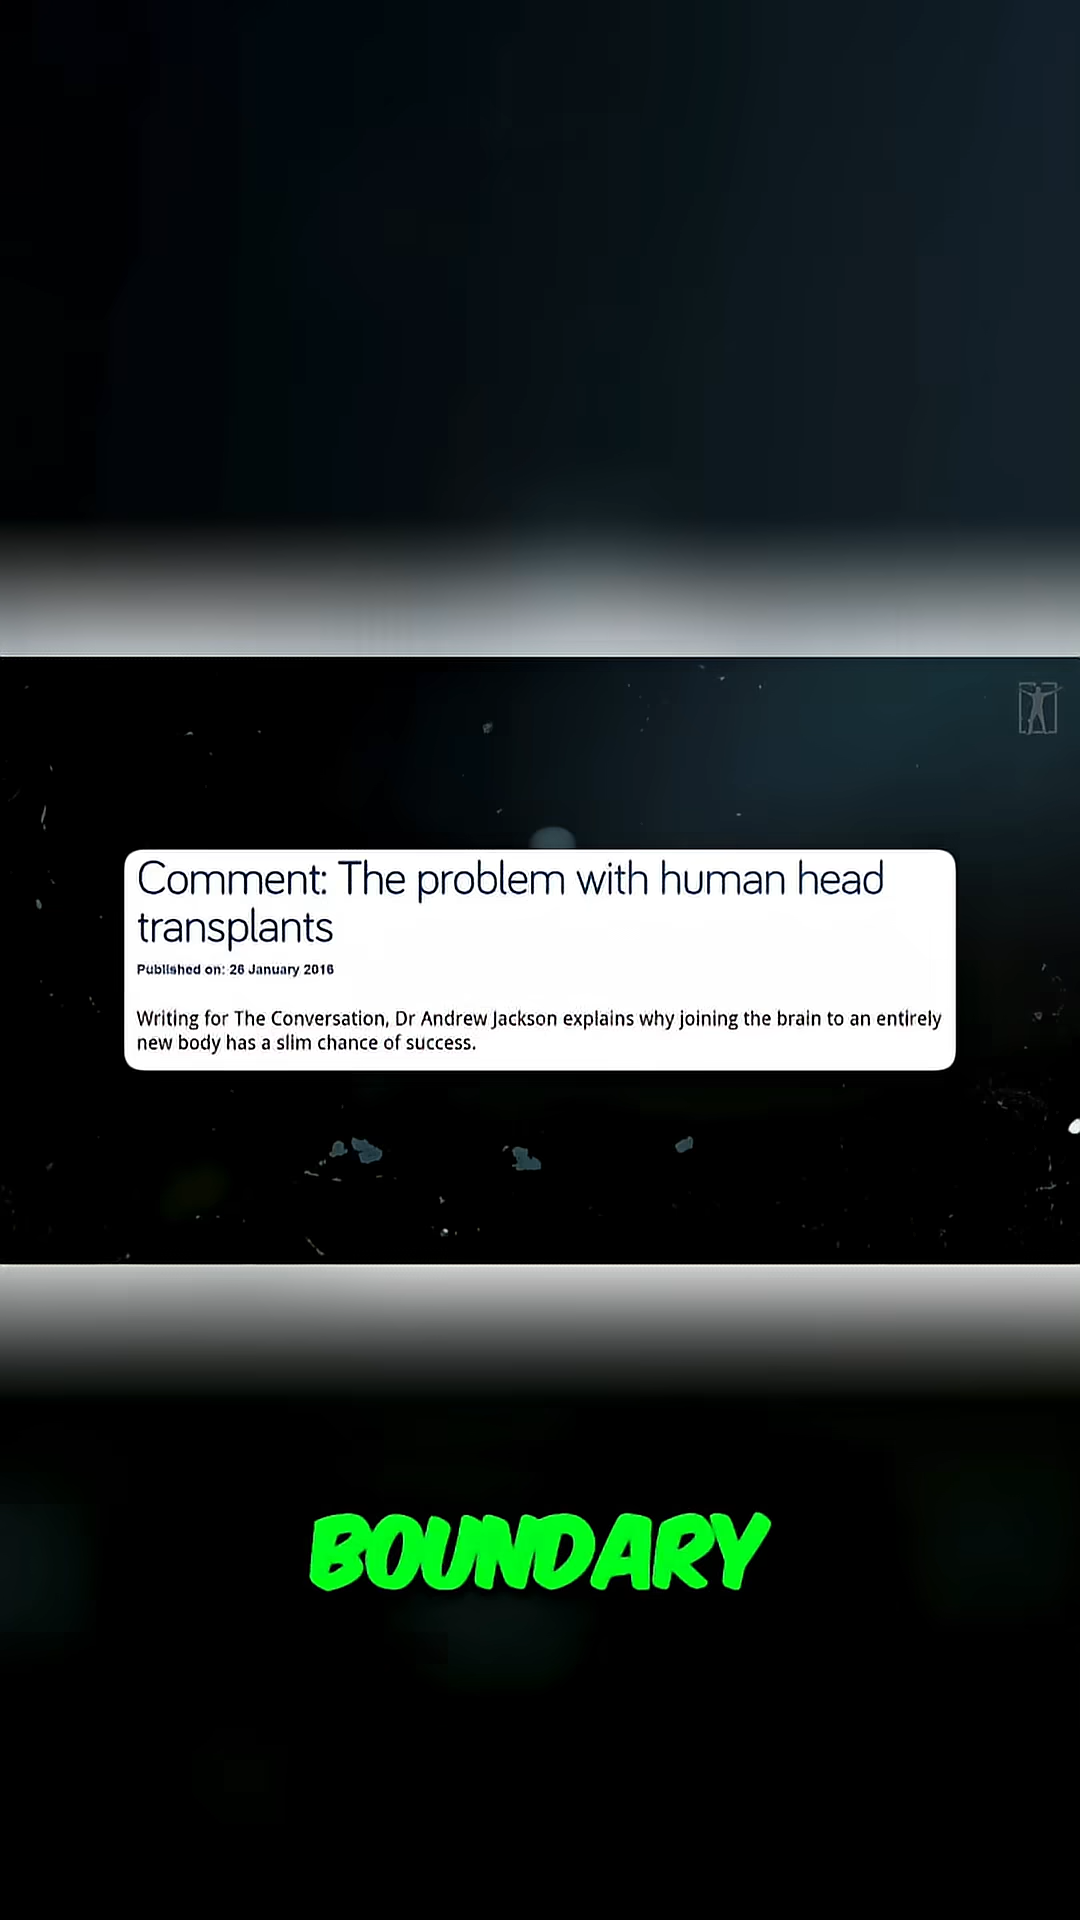 Comment: The problem with human head
transplants
Published on: 26 January 2016
Writing for The Conversation, Dr Andrew Jackson explains why joining the brain to an entirely
new body has a slim chance of success.
BOUNDARY